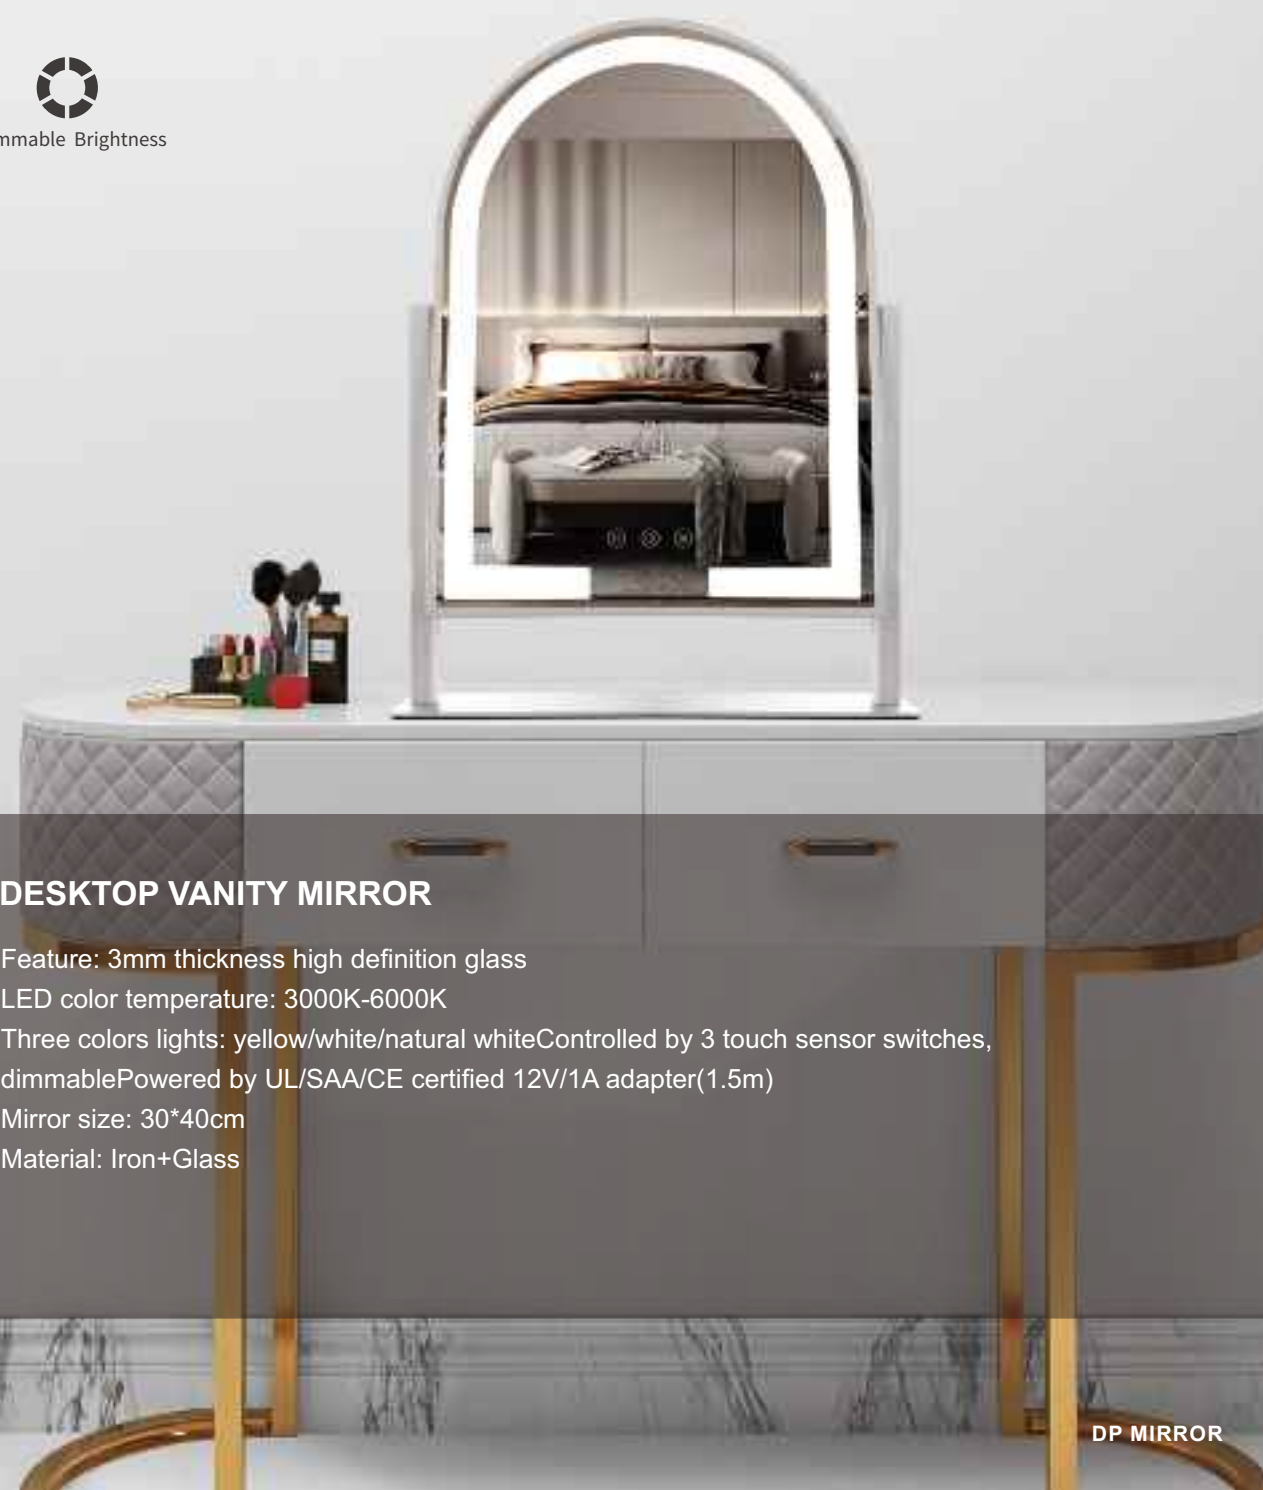 mmable Brightness
DESKTOP VANITY MIRROR
Feature: 3mm thickness high definition glass
LED color temperature: 3000K-6000K
Three colors lights: yellow/white/natural whiteControlled by 3 touch sensor switches,
dimmablePowered by UL/SAA/CE certified 12V/1A adapter(1.5m)
Mirror size: 30*40cm
Material: Iron+Glass
DP MIRROR